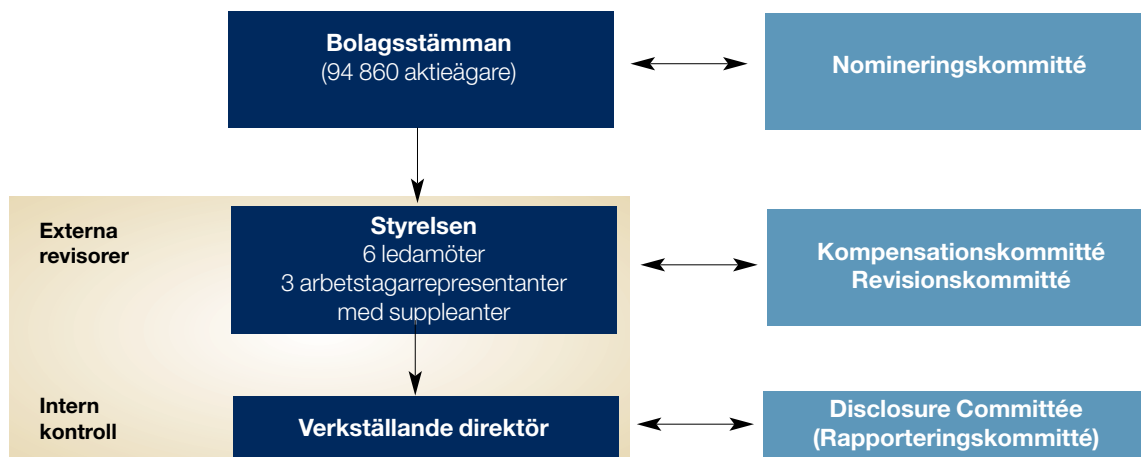 Bolagsstämman
(94 860 aktieägare)
Nomineringskommitté
Externa
revisorer
Styrelsen
6 ledamöter
3 arbetstagarrepresentanter
med suppleanter
Kompensationskommitté
Revisionskommitté
Intern
kontroll
Verkställande direktör
Disclosure Committée
(Rapporteringskommitté)